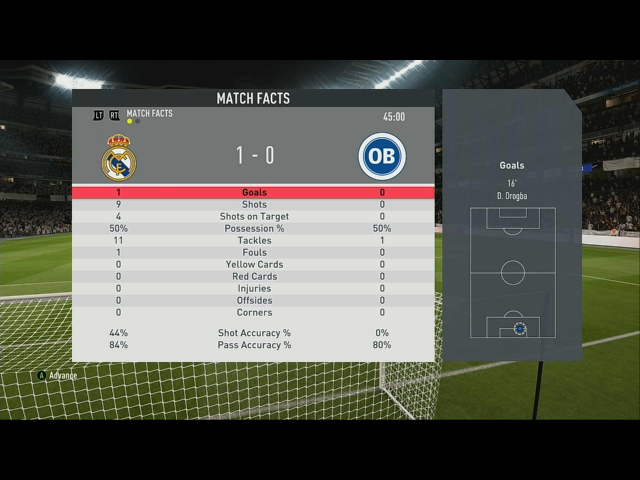 MATCH FACTS
LT RT MATCH FACTS
45:00
1 - 0
OB
1 Goals 0
9 Shots 0
4 Shots on Target 0
50% Possession % 50%
11 Tackles 1
1 Fouls 0
0 Yellow Cards 0
0 Red Cards 0
0 Injuries 0
0 Offsides 0
0 Corners 0
44% Shot Accuracy % 0%
84% Pass Accuracy % 80%
Goals
16'
D. Drogba
A Advance